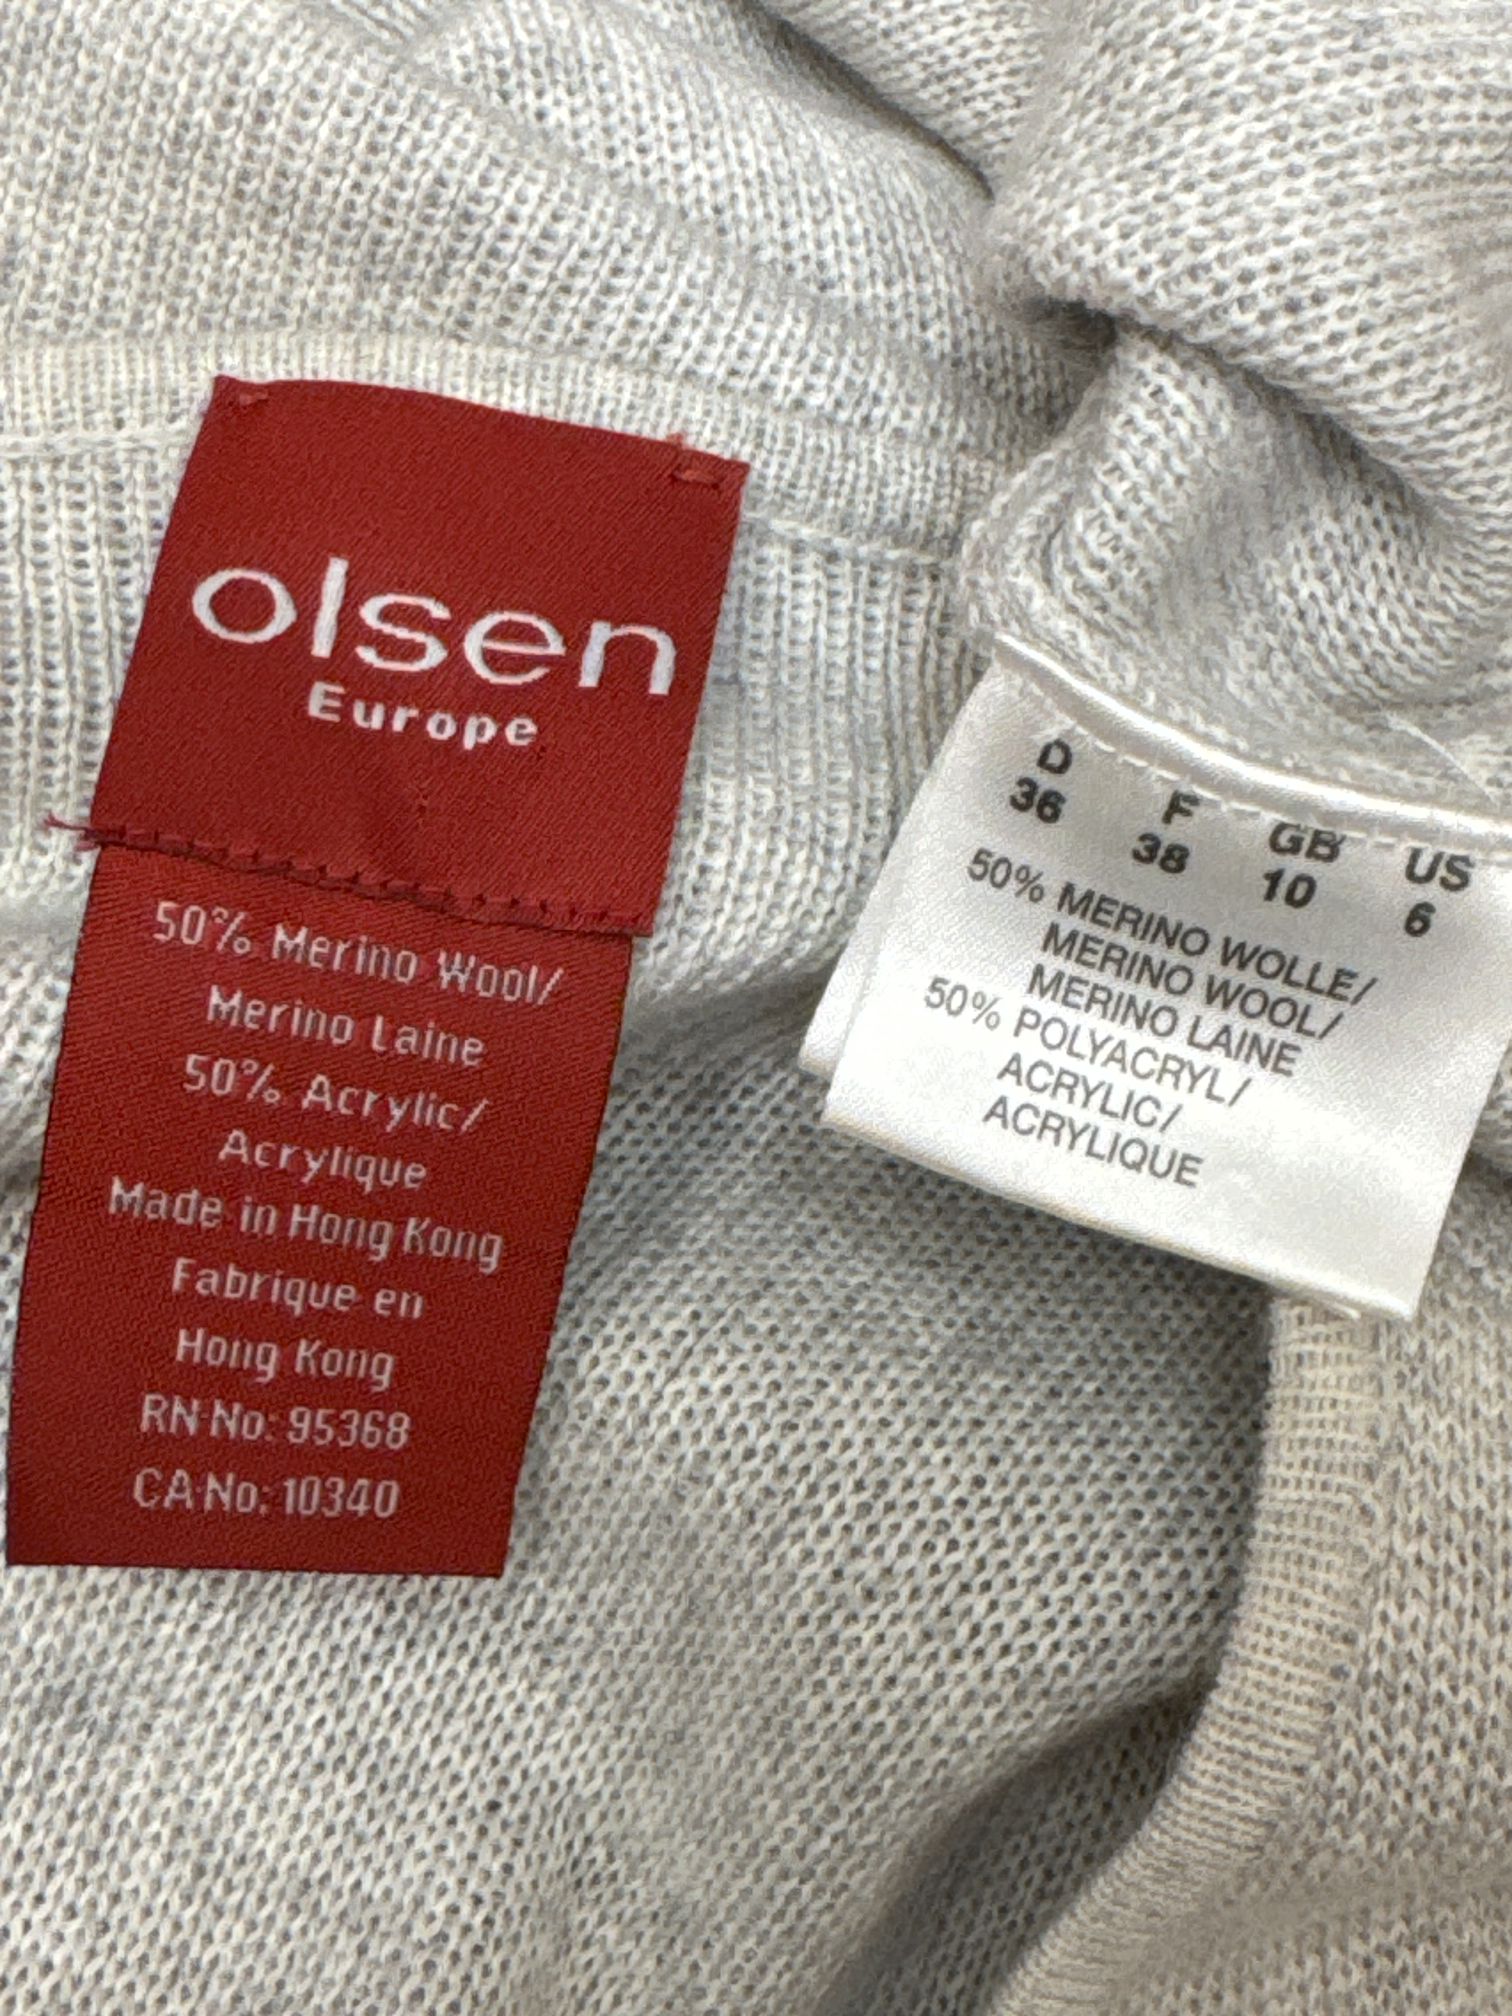 olsen
Europe
50% Merino Wool/
Merino Laine
50% Acrylic/
Acrylique
Made in Hong Kong
Fabrique en
Hong Kong
RN No: 95368
CA No: 10340
D F GB US
36 38 10 6
50% MERINO WOLLE/
MERINO WOOL/
MERINO LAINE
50% POLYACRYL/
ACRYLIC/
ACRYLIQUE